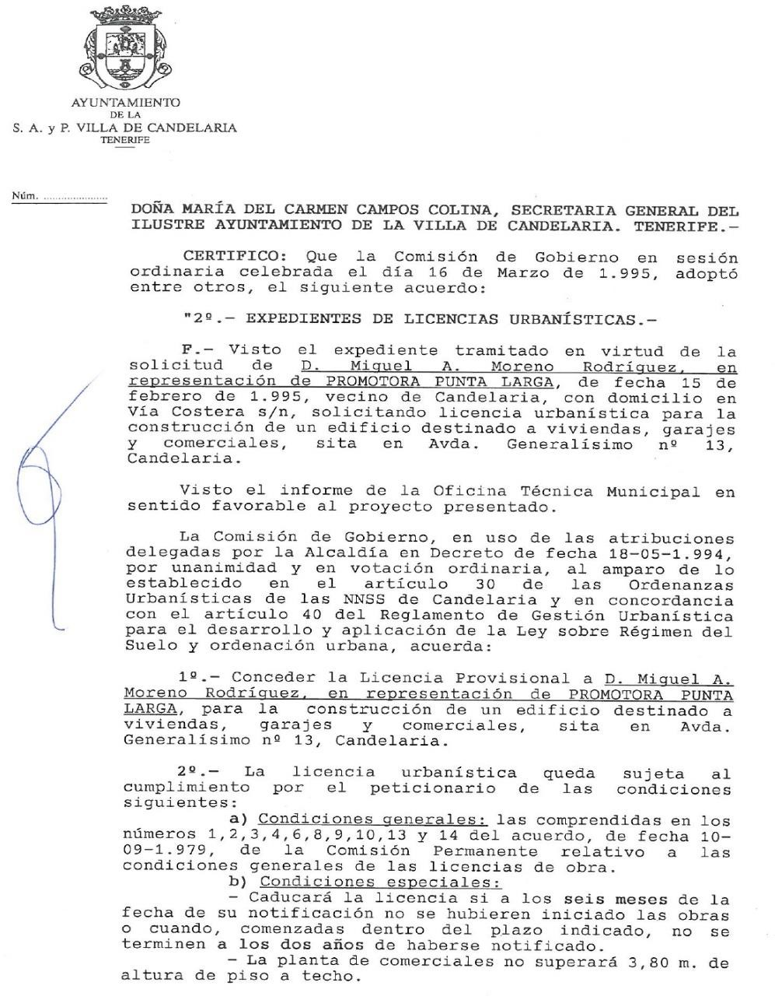 AYUNTAMIENTO
DE LA
S. A. y P. VILLA DE CANDELARIA
TENERIFE
Núm. ........................
DOÑA MARÍA DEL CARMEN CAMPOS COLINA, SECRETARIA GENERAL DEL
ILUSTRE AYUNTAMIENTO DE LA VILLA DE CANDELARIA. TENERIFE.-
CERTIFICO: Que la Comisión de Gobierno en sesión
ordinaria celebrada el día 16 de Marzo de 1.995, adoptó
entre otros, el siguiente acuerdo:
"2º.- EXPEDIENTES DE LICENCIAS URBANÍSTICAS.-
F.- Visto el expediente tramitado en virtud de la
solicitud de D. Miguel A. Moreno Rodríguez, en
representación de PROMOTORA PUNTA LARGA, de fecha 15 de
febrero de 1.995, vecino de Candelaria, con domicilio en
Vía Costera s/n, solicitando licencia urbanística para la
construcción de un edificio destinado a viviendas, garajes
y comerciales, sita en Avda. Generalísimo nº 13,
Candelaria.
Visto el informe de la Oficina Técnica Municipal en
sentido favorable al proyecto presentado.
La Comisión de Gobierno, en uso de las atribuciones
delegadas por la Alcaldía en Decreto de fecha 18-05-1.994,
por unanimidad y en votación ordinaria, al amparo de lo
establecido en el artículo 30 de las Ordenanzas
Urbanísticas de las NNSS de Candelaria y en concordancia
con el artículo 40 del Reglamento de Gestión Urbanística
para el desarrollo y aplicación de la Ley sobre Régimen del
Suelo y ordenación urbana, acuerda:
1º.- Conceder la Licencia Provisional a D. Miguel A.
Moreno Rodríguez, en representación de PROMOTORA PUNTA
LARGA, para la construcción de un edificio destinado a
viviendas, garajes y comerciales, sita en Avda.
Generalísimo nº 13, Candelaria.
2º.- La licencia urbanística queda sujeta al
cumplimiento por el peticionario de las condiciones
siguientes:
a) Condiciones generales: las comprendidas en los
números 1,2,3,4,6,8,9,10,13 y 14 del acuerdo, de fecha 10-
09-1.979, de la Comisión Permanente relativo a las
condiciones generales de las licencias de obra.
b) Condiciones especiales:
- Caducará la licencia si a los seis meses de la
fecha de su notificación no se hubieren iniciado las obras
o cuando, comenzadas dentro del plazo indicado, no se
terminen a los dos años de haberse notificado.
- La planta de comerciales no superará 3,80 m. de
altura de piso a techo.